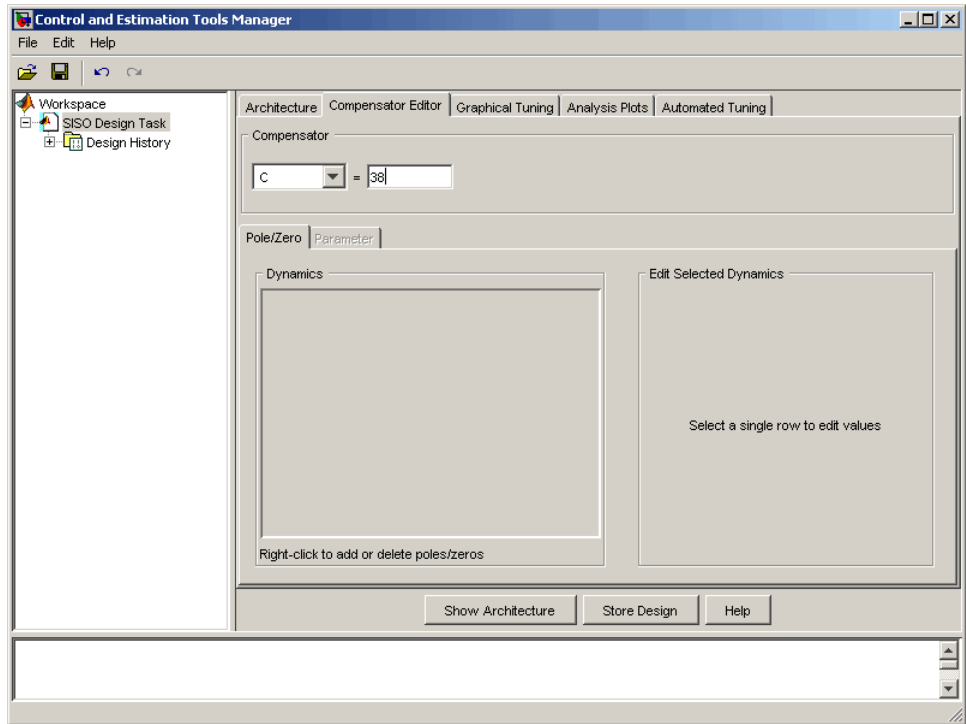 Control and Estimation Tools Manager
File Edit Help
Workspace
SISO Design Task
Design History
Architecture Compensator Editor Graphical Tuning Analysis Plots Automated Tuning
Compensator
C = 38
Pole/Zero Parameter
Dynamics
Edit Selected Dynamics
Select a single row to edit values
Right-click to add or delete poles/zeros
Show Architecture Store Design Help